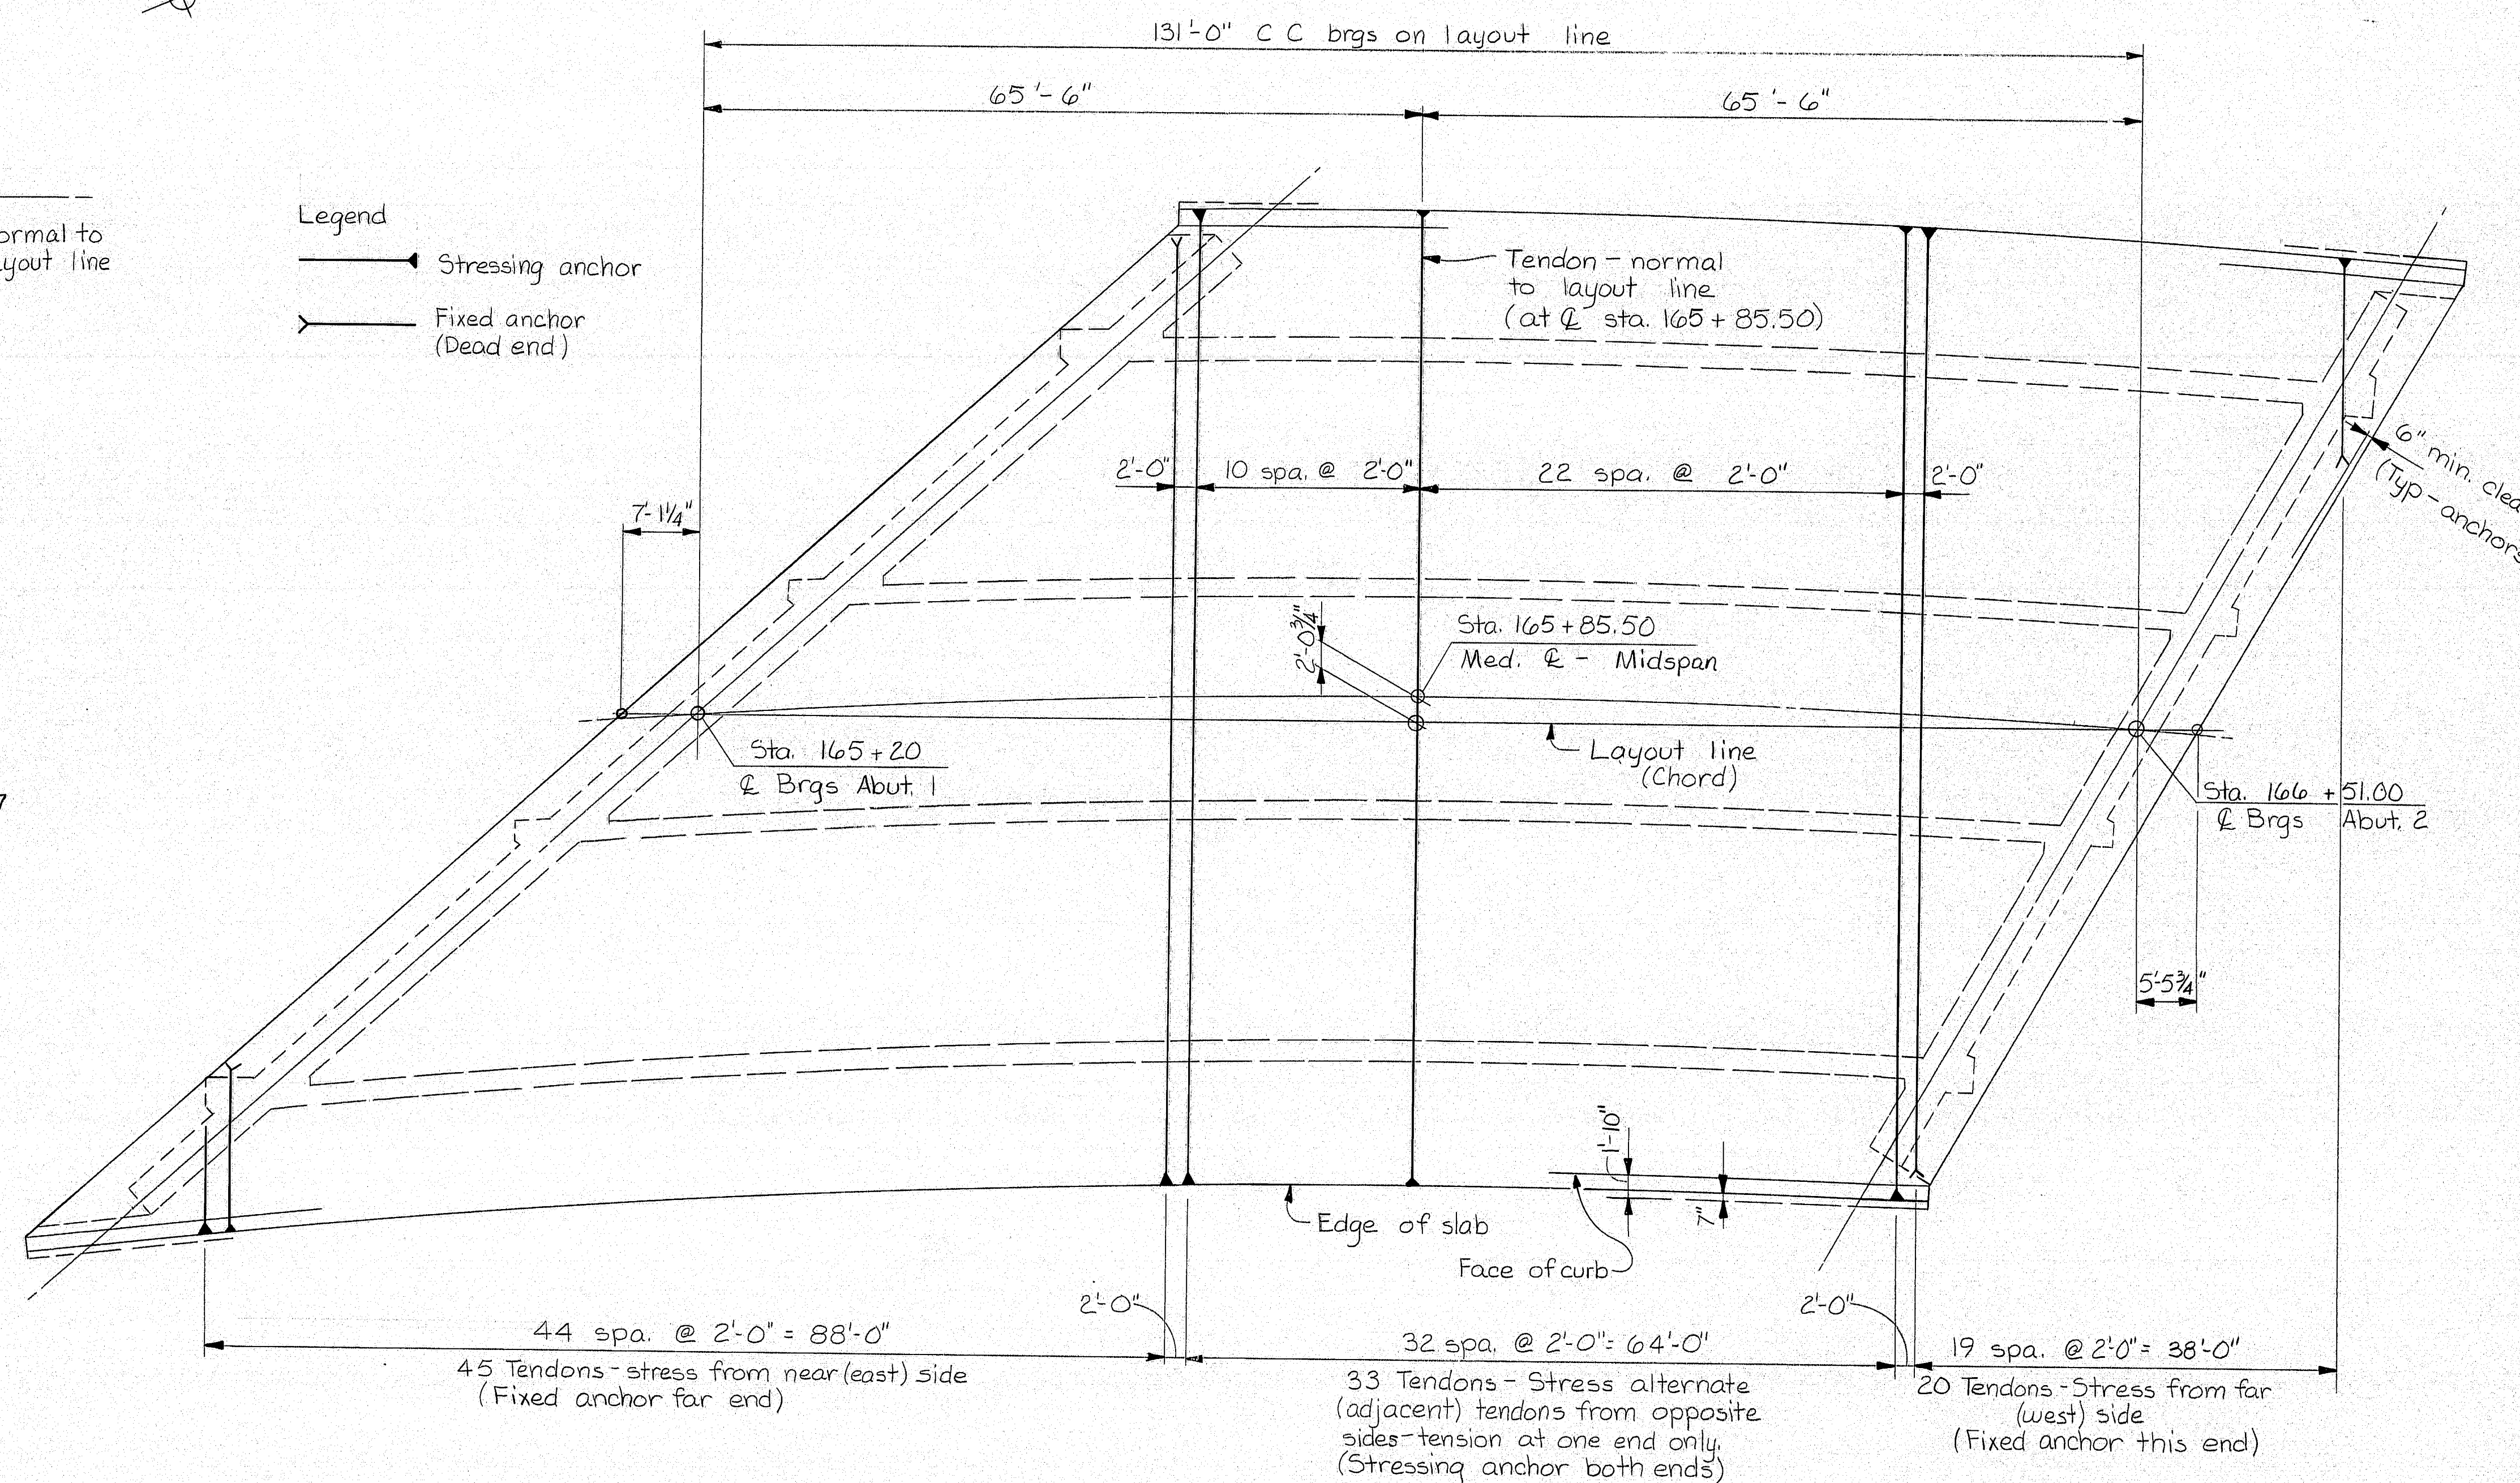 131'-0" C C brgs on layout line
65'-6"
65'-6"
ormal to
yout line
Legend
Stressing anchor
Fixed anchor
(Dead end)
Tendon - normal
to layout line
(at ℄ sta. 165 + 85.50)
6" min.
(Typ - anchors
2'-0"
10 spa. @ 2'-0"
22 spa. @ 2'-0"
2'-0"
7'-1¼"
2'-0¾"
Sta. 165+85.50
Med. ℄ - Midspan
Sta. 165+20
℄ Brgs Abut. 1
Layout line
(Chord)
Sta. 166 + 51.00
℄ Brgs Abut. 2
5'-5¾"
1'-10"
7"
Edge of slab
Face of curb
2'-0"
2'-0"
44 spa. @ 2'-0" = 88'-0"
45 Tendons - stress from near (east) side
(Fixed anchor far end)
32 spa. @ 2'-0" = 64'-0"
33 Tendons - Stress alternate
(adjacent) tendons from opposite
sides - tension at one end only.
(Stressing anchor both ends)
19 spa. @ 2'-0" = 38'-0"
20 Tendons - Stress from far
(west) side
(Fixed anchor this end)